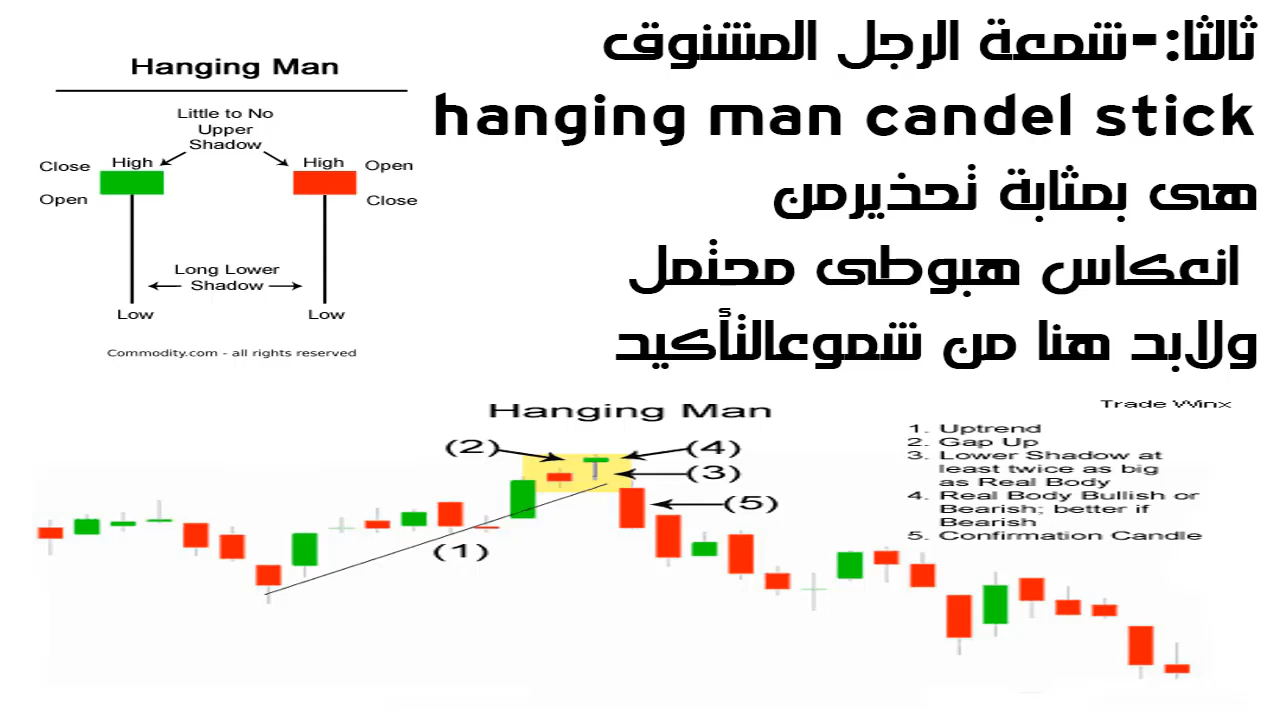 ثالثا:-شمعة الرجل المشنوق
hanging man candel stick
هى بمثابة تحذيرمن
انعكاس هبوطى محتمل
ولابد هنا من شموعالتأكيد
Hanging Man
Little to No
Upper
Shadow
Close High High Open
Open Close
Long Lower
Shadow
Low Low
Commodity.com - all rights reserved
Hanging Man
Trade Winx
(2) (4)
(3)
(5)
(1)
1. Uptrend
2. Gap Up
3. Lower Shadow at
least twice as big
as Real Body
4. Real Body Bullish or
Bearish; better if
Bearish
5. Confirmation Candle